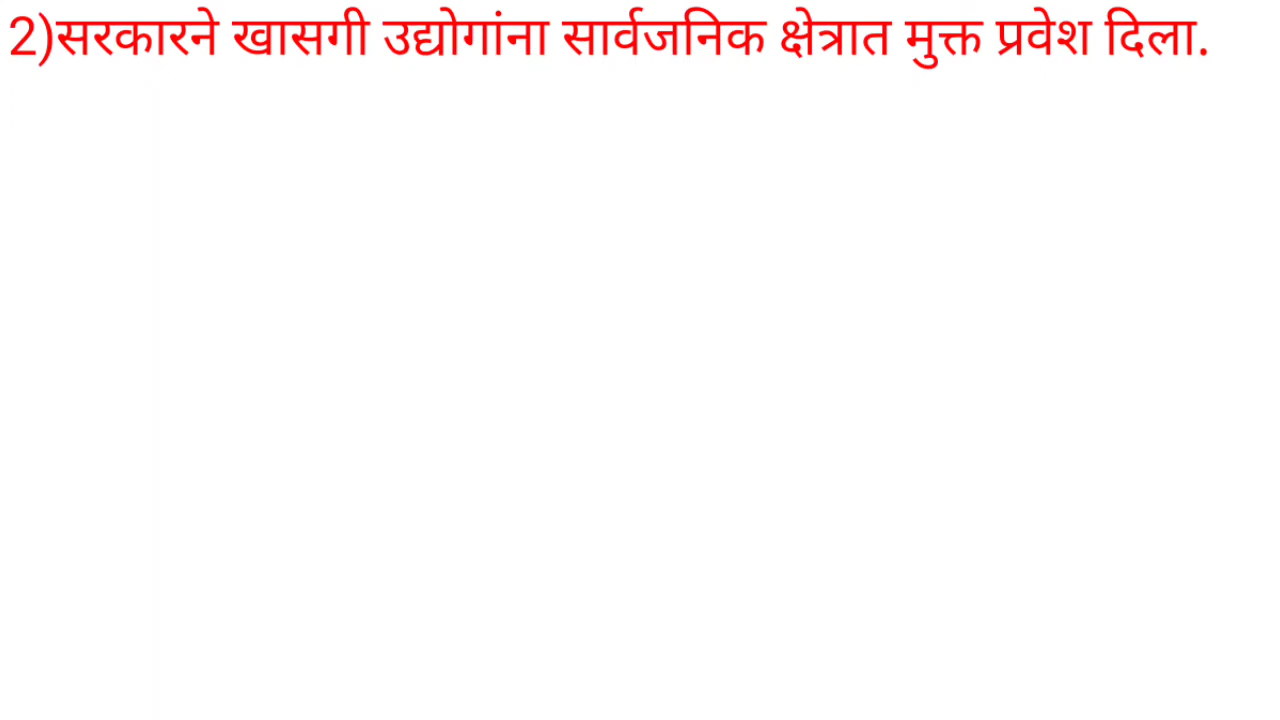 2)सरकारने खासगी उद्योगांना सार्वजनिक क्षेत्रात मुक्त प्रवेश दिला.